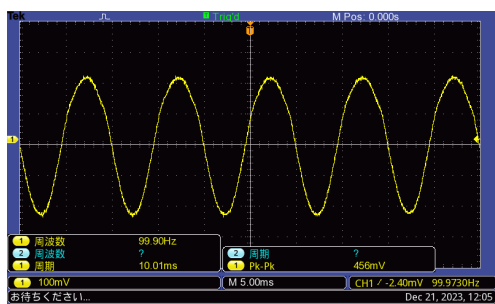 Tek Trig'd M Pos: 0.000s
1
1 周波数 99.90Hz
2 周波数 ?
1 周期 10.01ms
2 周期 ?
1 Pk-Pk 456mV
1 100mV M 5.00ms CH1 / -2.40mV 99.9730Hz
お待ちください... Dec 21, 2023, 12:05